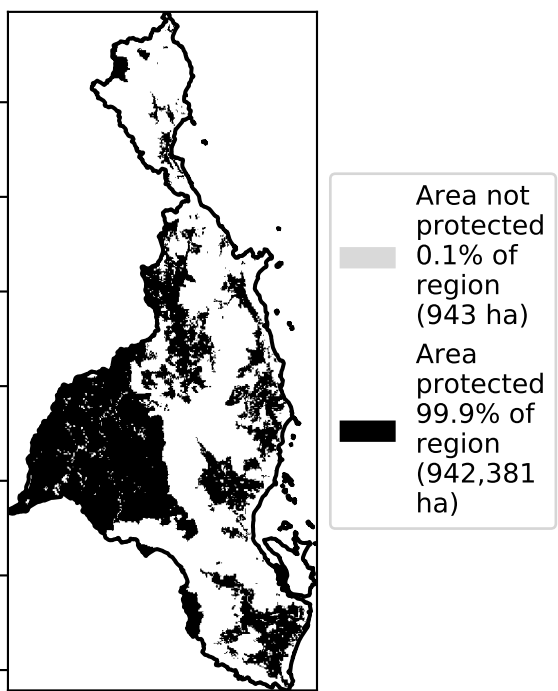 Area not
protected
0.1% of
region
(943 ha)
Area
protected
99.9% of
region
(942,381
ha)